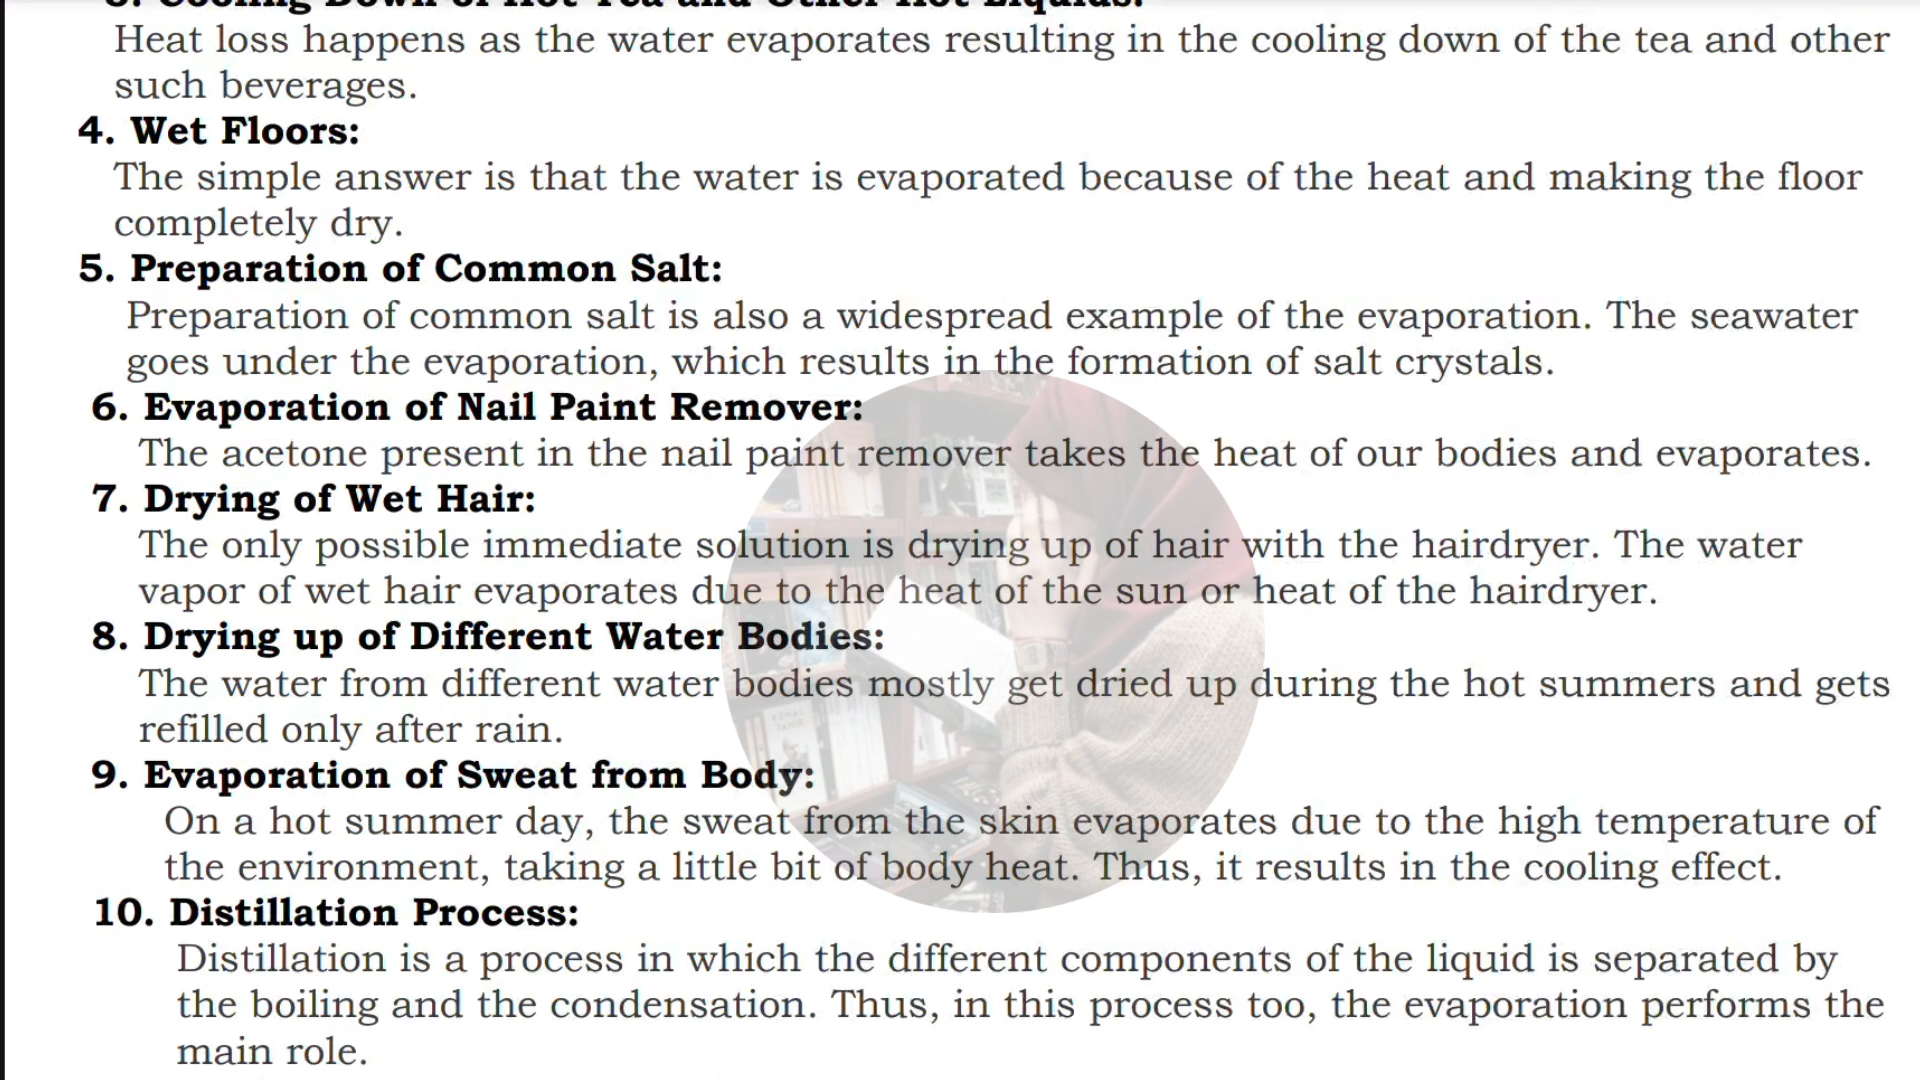 3. Cooling Down of Hot Tea and Other Hot Liquids:
Heat loss happens as the water evaporates resulting in the cooling down of the tea and other
such beverages.
4. Wet Floors:
The simple answer is that the water is evaporated because of the heat and making the floor
completely dry.
5. Preparation of Common Salt:
Preparation of common salt is also a widespread example of the evaporation. The seawater
goes under the evaporation, which results in the formation of salt crystals.
6. Evaporation of Nail Paint Remover:
The acetone present in the nail paint remover takes the heat of our bodies and evaporates.
7. Drying of Wet Hair:
The only possible immediate solution is drying up of hair with the hairdryer. The water
vapor of wet hair evaporates due to the heat of the sun or heat of the hairdryer.
8. Drying up of Different Water Bodies:
The water from different water bodies mostly get dried up during the hot summers and gets
refilled only after rain.
9. Evaporation of Sweat from Body:
On a hot summer day, the sweat from the skin evaporates due to the high temperature of
the environment, taking a little bit of body heat. Thus, it results in the cooling effect.
10. Distillation Process:
Distillation is a process in which the different components of the liquid is separated by
the boiling and the condensation. Thus, in this process too, the evaporation performs the
main role.